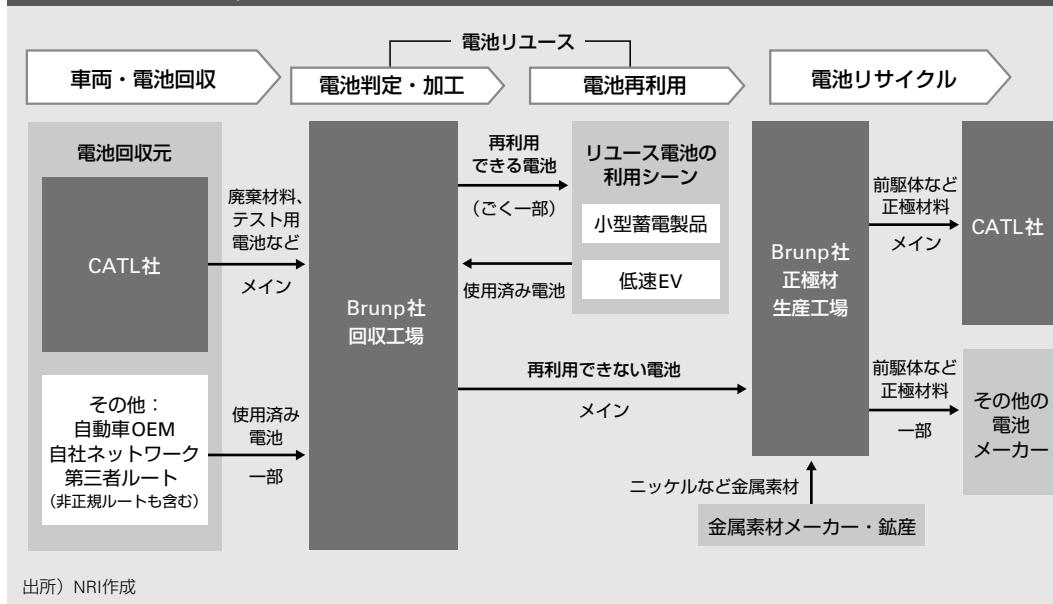 電池リユース
車両・電池回収
電池判定・加工
電池再利用
電池リサイクル
電池回収元
CATL社
その他：
自動車OEM
自社ネットワーク
第三者ルート
（非正規ルートも含む）
廃棄材料、
テスト用
電池など
メイン
使用済み
電池
一部
Brunp社
回収工場
再利用
できる電池
（ごく一部）
使用済み電池
リユース電池の
利用シーン
小型蓄電製品
低速EV
再利用できない電池
メイン
Brunp社
正極材
生産工場
ニッケルなど金属素材
金属素材メーカー・鉱産
前駆体など
正極材料
メイン
CATL社
前駆体など
正極材料
一部
その他の
電池
メーカー
出所）NRI作成